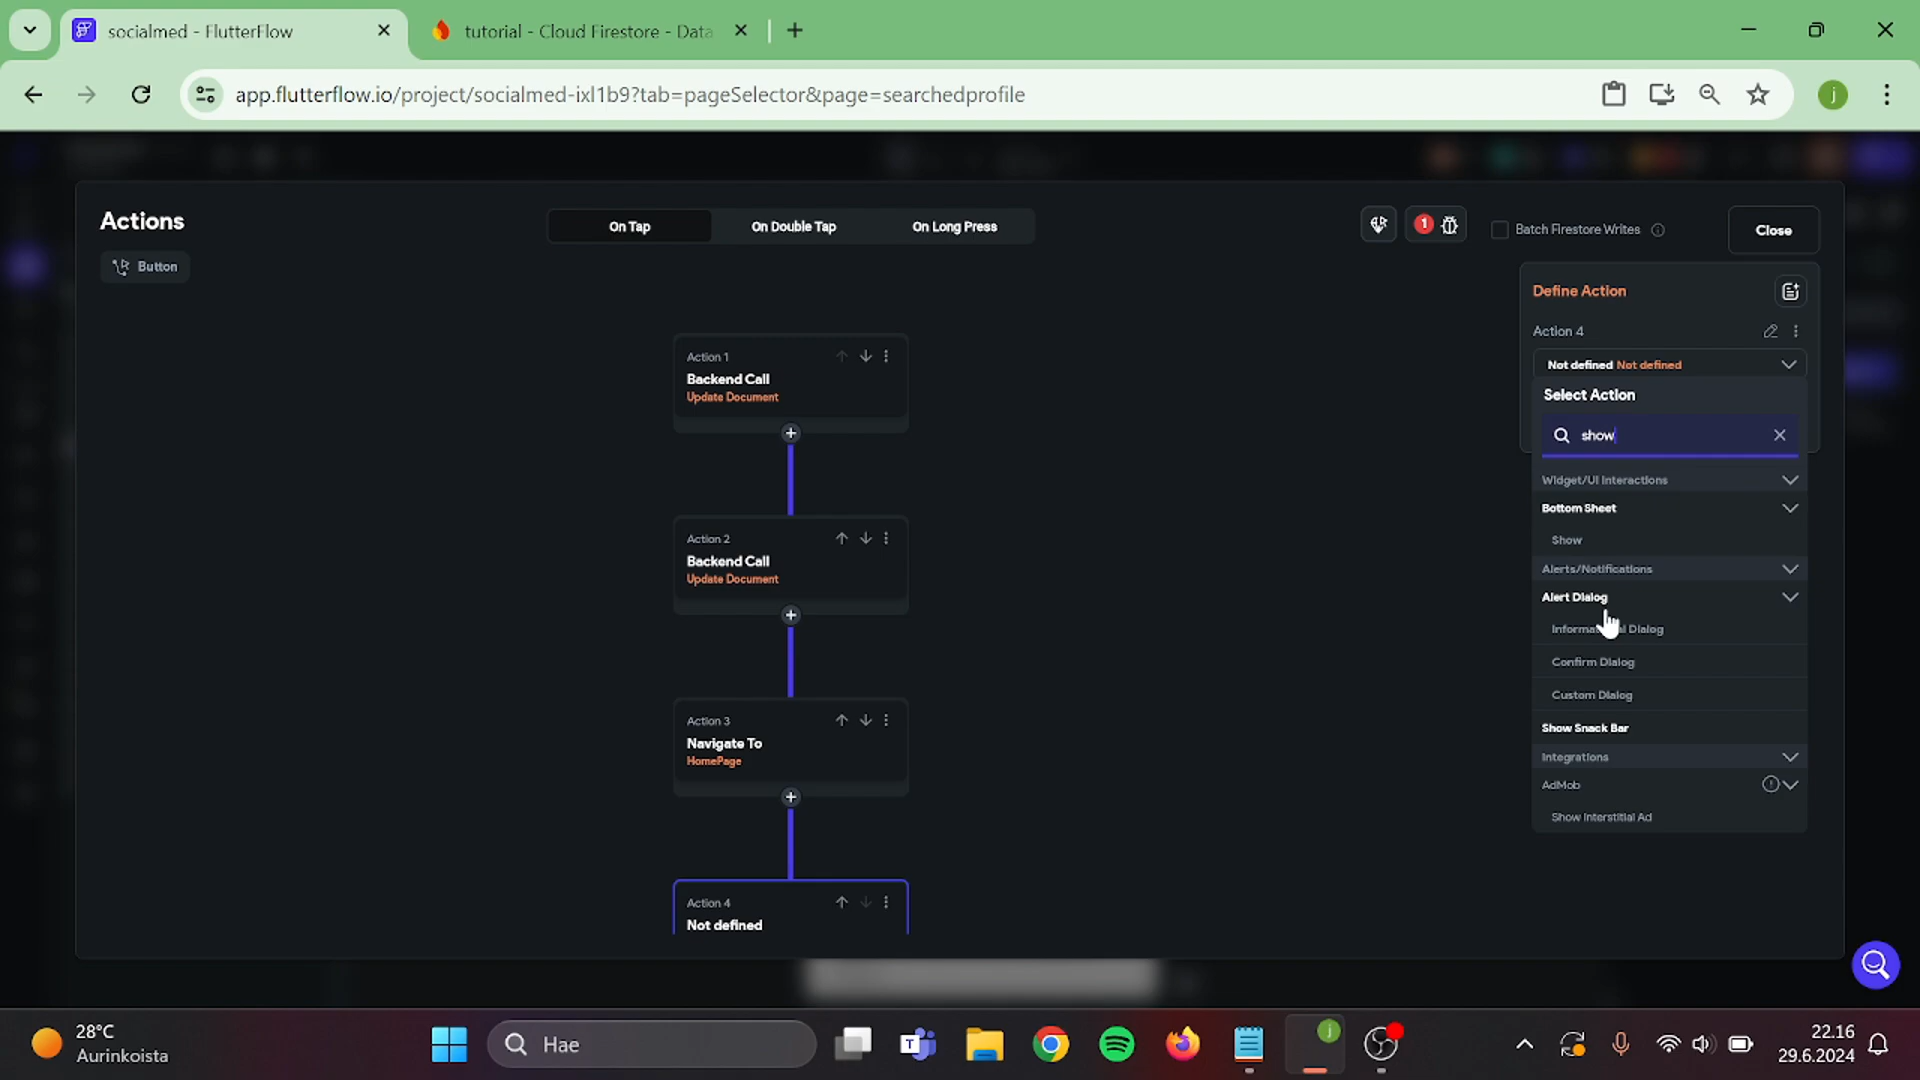 socialmed - FlutterFlow
tutorial - Cloud Firestore - Data
app.flutterflow.io/project/socialmed-ixl1b9?tab=pageSelector&page=searchedprofile
j
Actions
On Tap
On Double Tap
On Long Press
1
Batch Firestore Writes
Close
Button
Define Action
Action 4
Not defined Not defined
Select Action
show
Widget/UI Interactions
Bottom Sheet
Show
Alerts/Notifications
Alert Dialog
Dialog
Confirm Dialog
Custom Dialog
Show Snack Bar
Integrations
AdMob
Show Interstitial Ad
Action 1
Backend Call
Update Document
Action 2
Backend Call
Update Document
Action 3
Navigate To
HomePage
Action 4
Not defined
28°C
Aurinkoista
Hae
j
22.16
29.6.2024